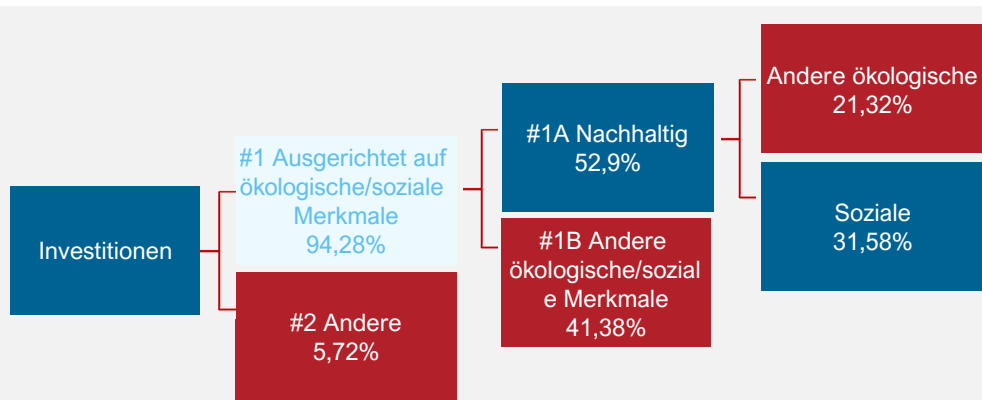 Investitionen
#1 Ausgerichtet auf
ökologische/soziale
Merkmale
94,28%
#2 Andere
5,72%
#1A Nachhaltig
52,9%
#1B Andere
ökologische/sozial
e Merkmale
41,38%
Andere ökologische
21,32%
Soziale
31,58%